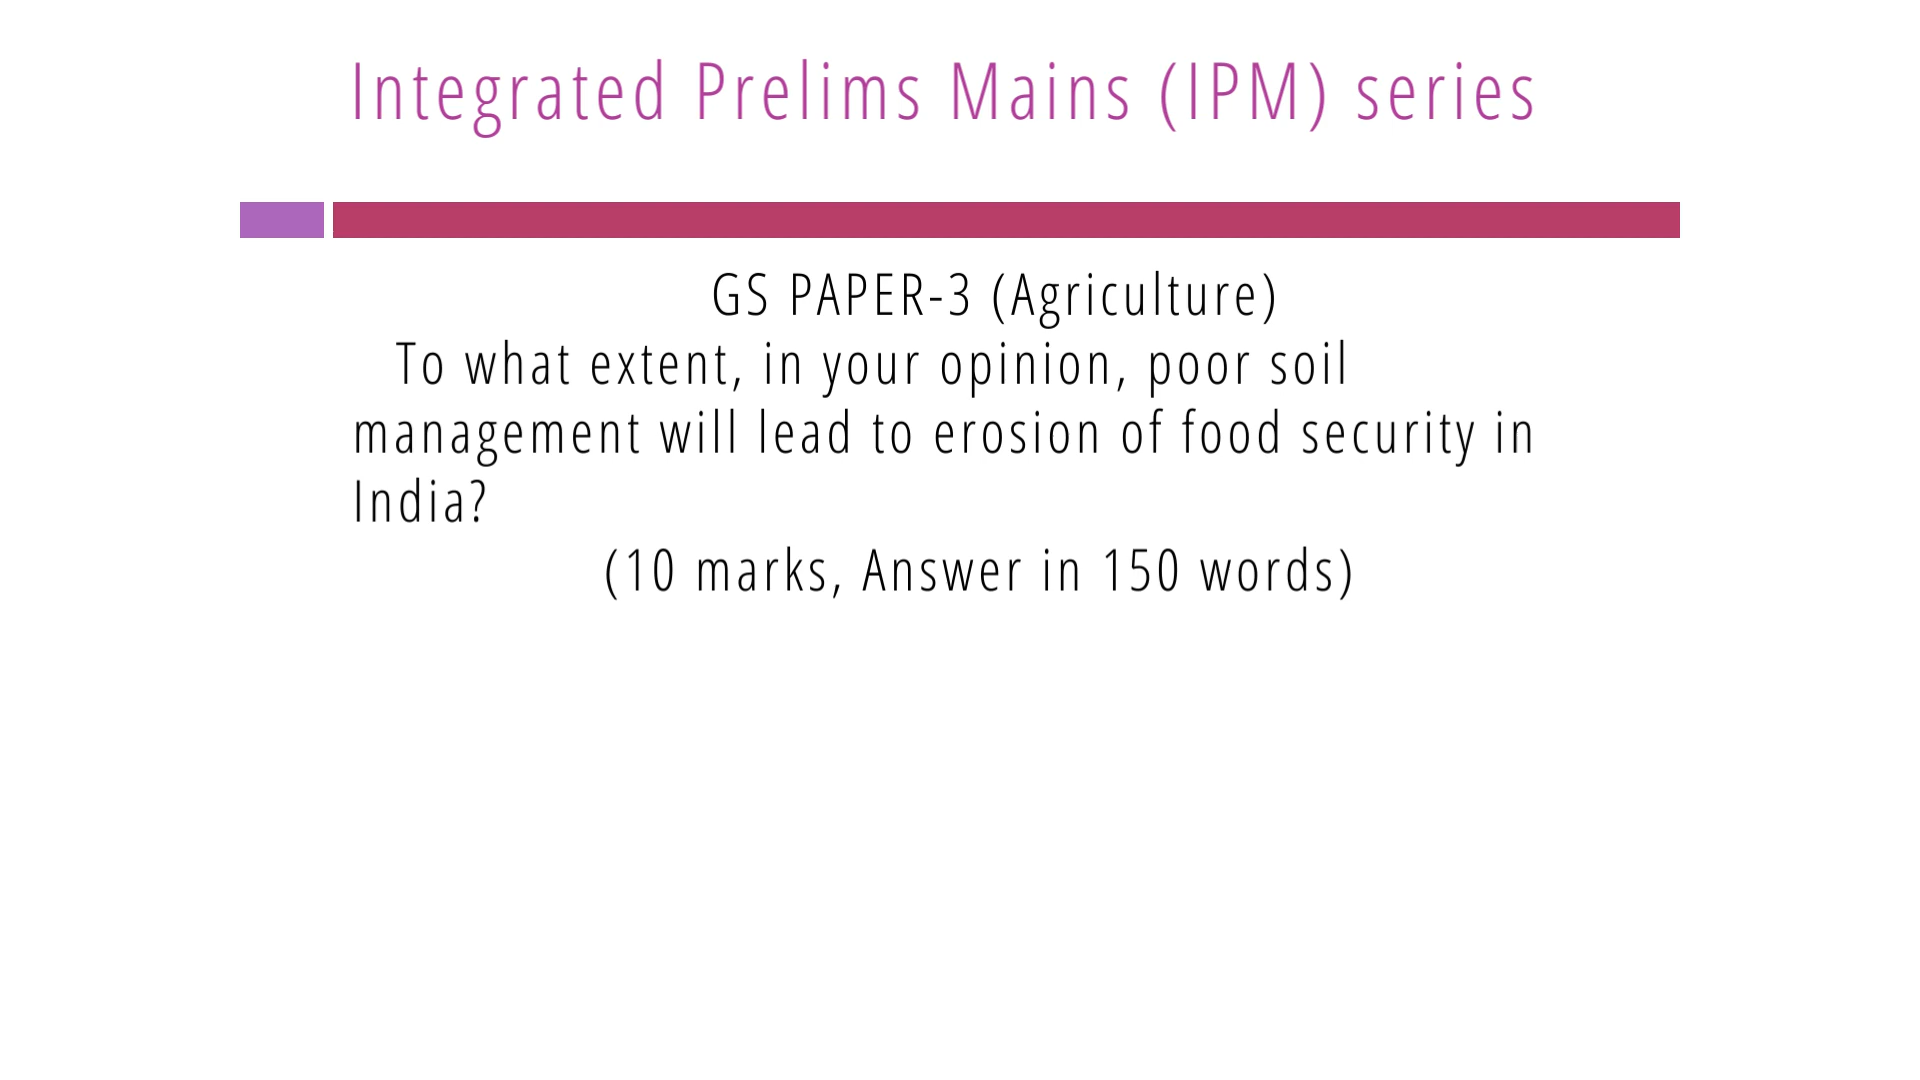 Integrated Prelims Mains (IPM) series
GS PAPER-3 (Agriculture)
To what extent, in your opinion, poor soil
management will lead to erosion of food security in
India?
(10 marks, Answer in 150 words)